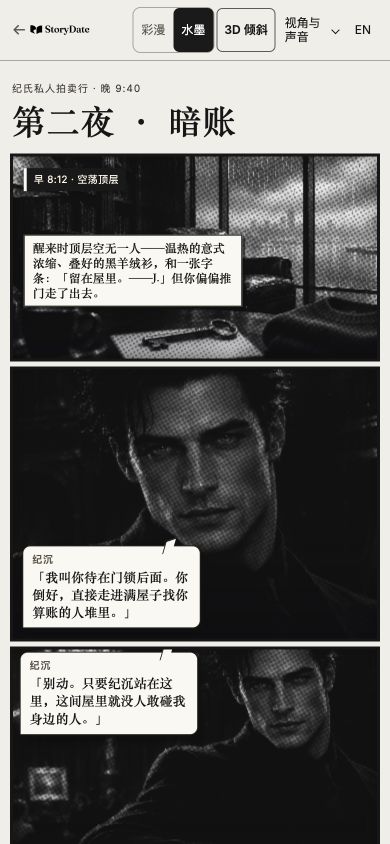 StoryDate
彩漫
水墨
3D 倾斜
视角与
声音
EN
纪氏私人拍卖行 · 晚 9:40
第二夜 · 暗账
早 8:12 · 空荡顶层
醒来时顶层空无一人——温热的意式
浓缩、叠好的黑羊绒衫，和一张字
条：「留在屋里。——J.」但你偏偏推
门走了出去。
纪沉
「我叫你待在门锁后面。你
倒好，直接走进满屋子找你
算账的人堆里。」
纪沉
「别动。只要纪沉站在这
里，这间屋里就没人敢碰我
身边的人。」